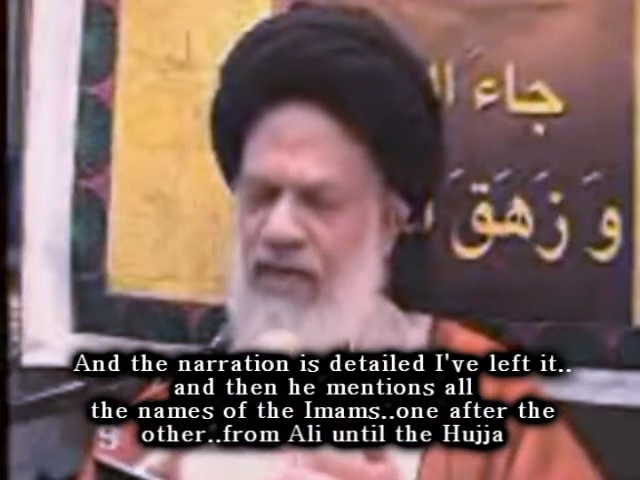 جاءَ
وَ زَهَقَ
And the narration is detailed I've left it..
and then he mentions all
the names of the Imams..one after the
other..from Ali until the Hujja